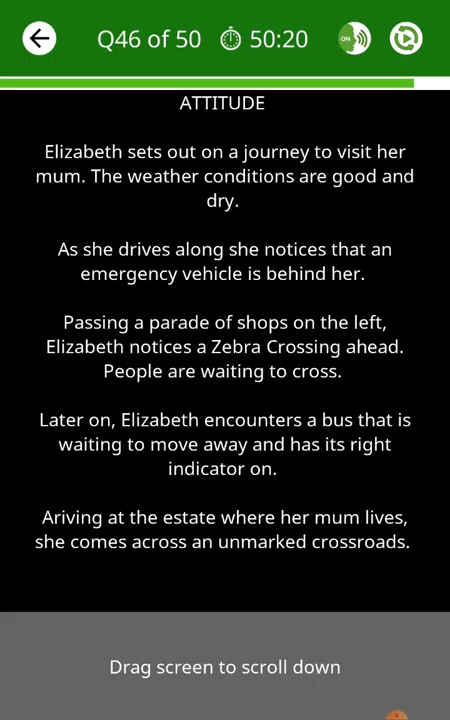 Q46 of 50 50:20
ON
ATTITUDE
Elizabeth sets out on a journey to visit her
mum. The weather conditions are good and
dry.
As she drives along she notices that an
emergency vehicle is behind her.
Passing a parade of shops on the left,
Elizabeth notices a Zebra Crossing ahead.
People are waiting to cross.
Later on, Elizabeth encounters a bus that is
waiting to move away and has its right
indicator on.
Ariving at the estate where her mum lives,
she comes across an unmarked crossroads.
Drag screen to scroll down